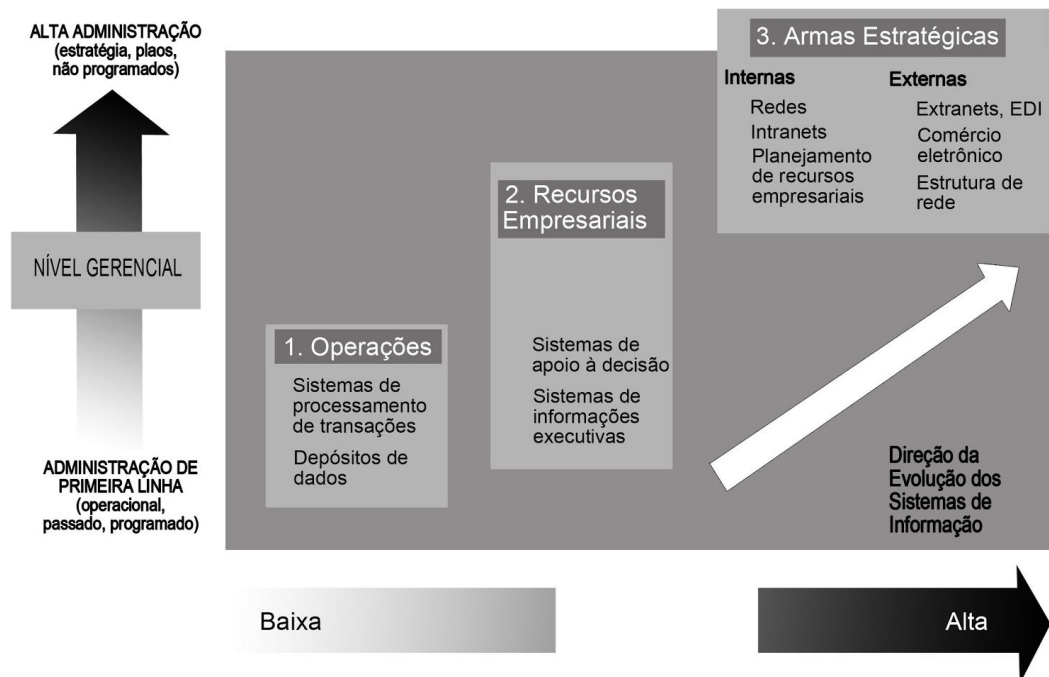 ALTA ADMINISTRAÇÃO
(estratégia, plaos,
não programados)
NÍVEL GERENCIAL
ADMINISTRAÇÃO DE
PRIMEIRA LINHA
(operacional,
passado, programado)
1. Operações
Sistemas de
processamento
de transações
Depósitos de
dados
2. Recursos
Empresariais
Sistemas de
apoio à decisão
Sistemas de
informações
executivas
3. Armas Estratégicas
Internas
Redes
Intranets
Planejamento
de recursos
empresariais
Externas
Extranets, EDI
Comércio
eletrônico
Estrutura de
rede
Direção da
Evolução dos
Sistemas de
Informação
Baixa
Alta